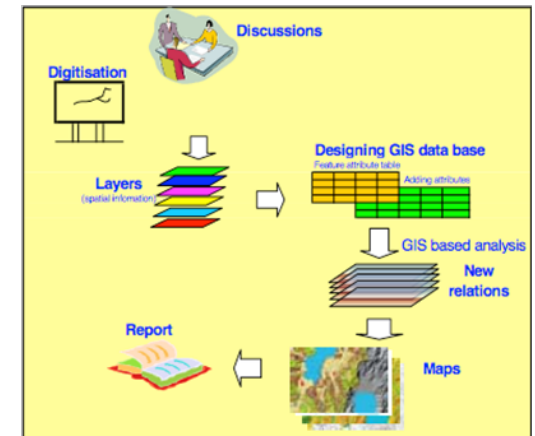 Discussions
Digitisation
Designing GIS data base
Feature attribute table
Adding attributes
Layers
(spatial infomation)
GIS based analysis
New
relations
Report
Maps